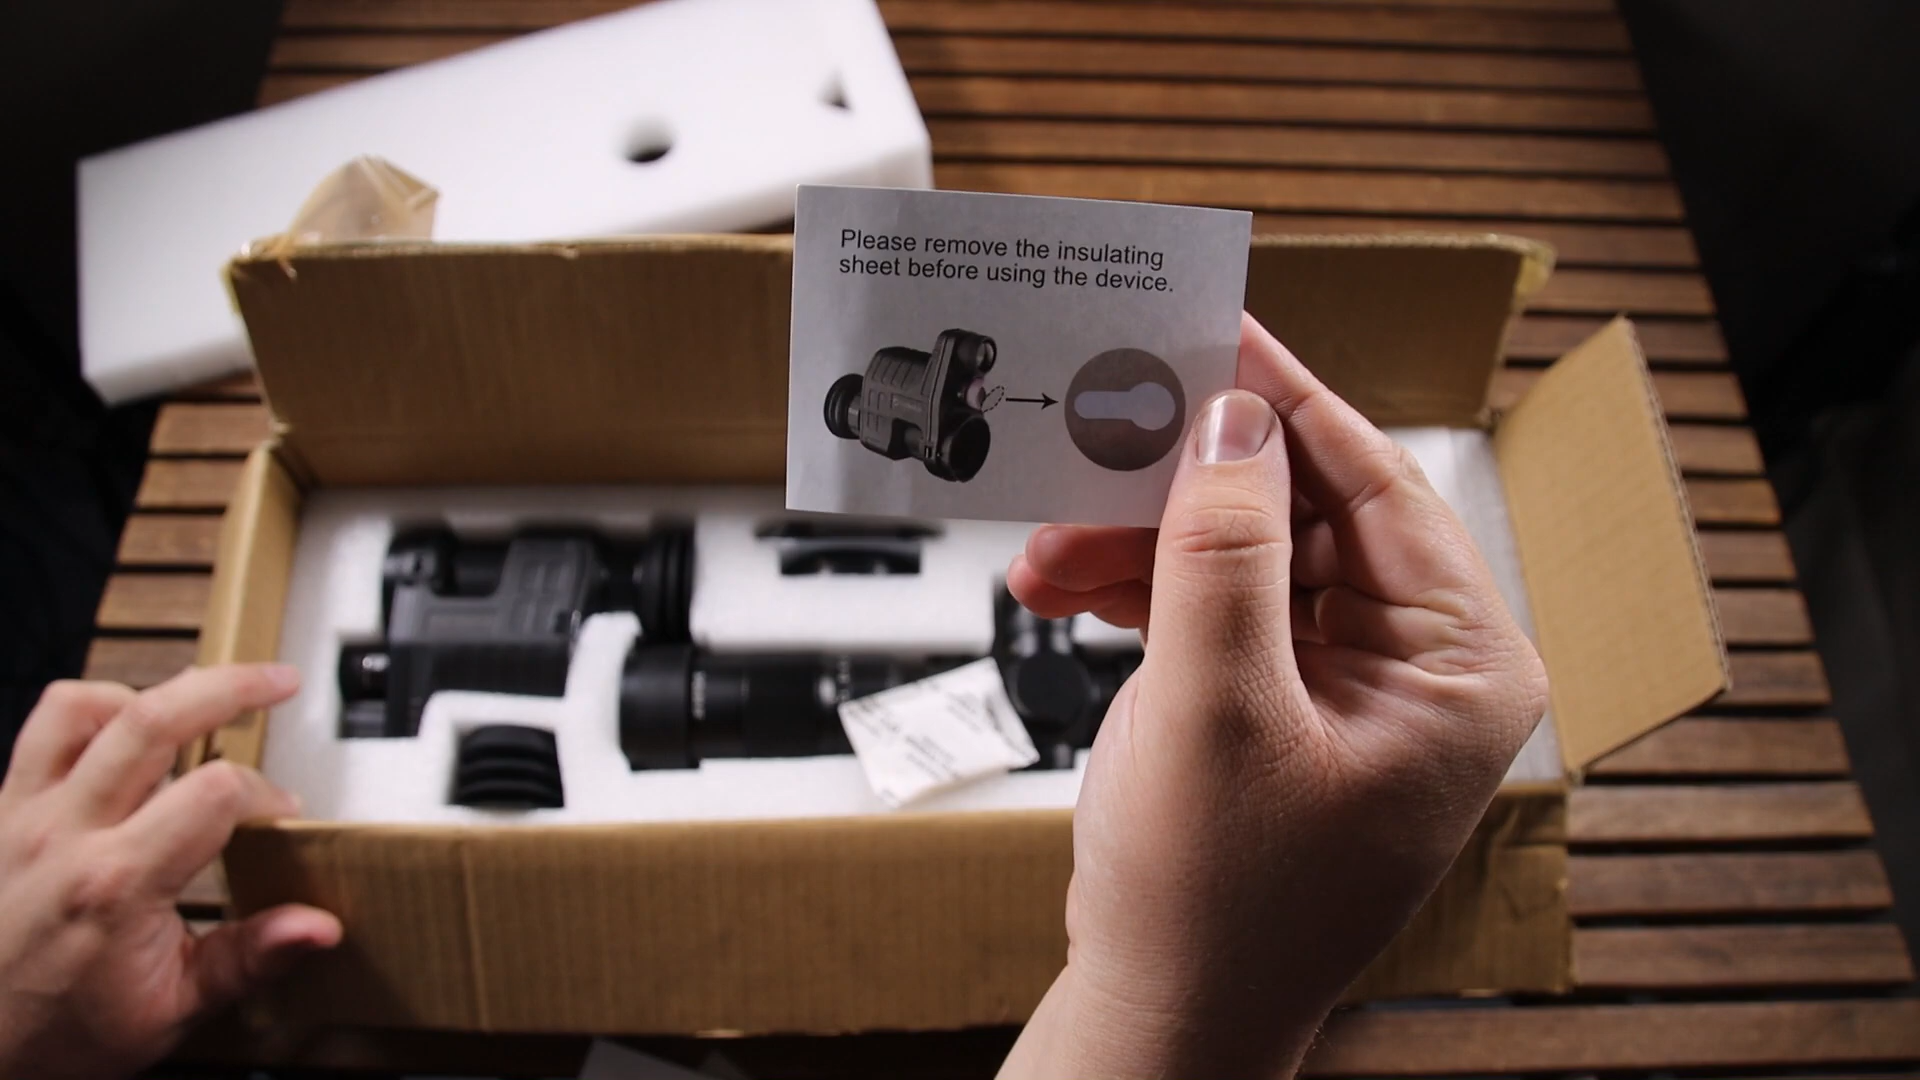 Please remove the insulating
sheet before using the device.